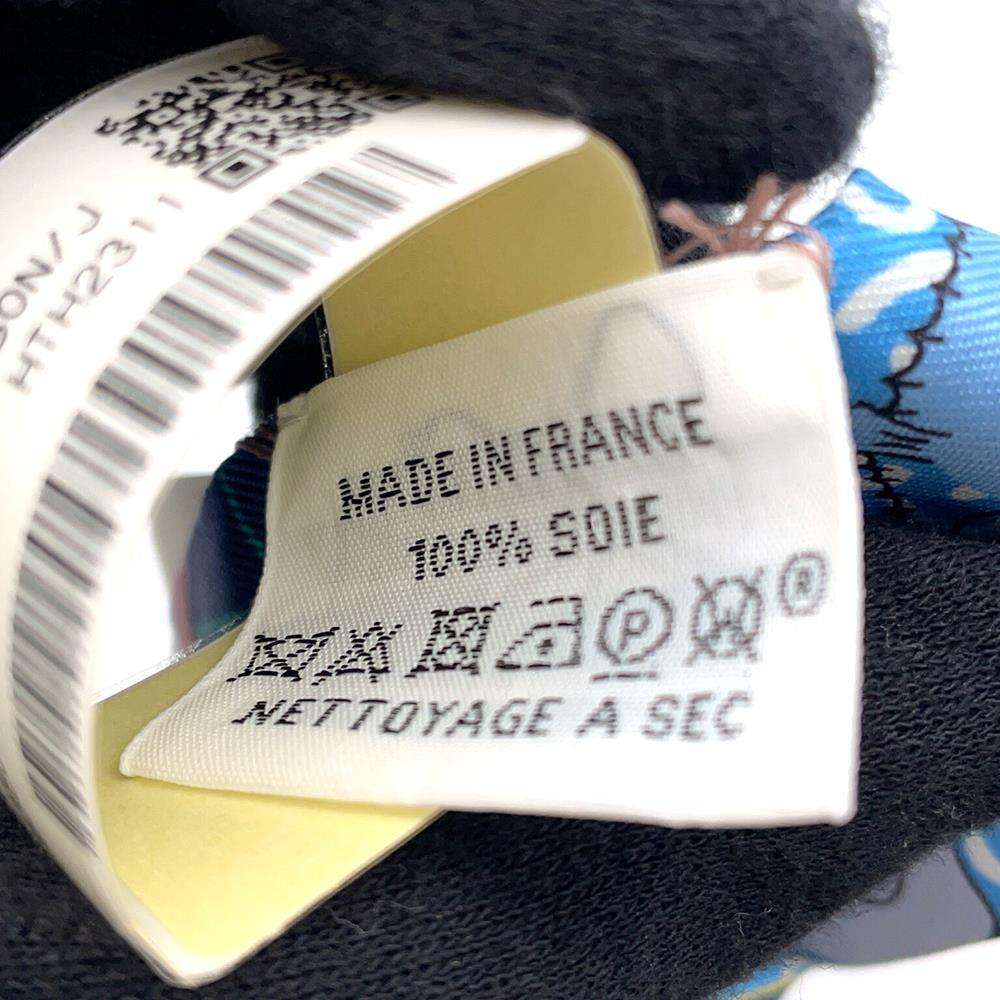 MADE IN FRANCE
100% SOIE
P W ®
NETTOYAGE A SEC
HTH2311